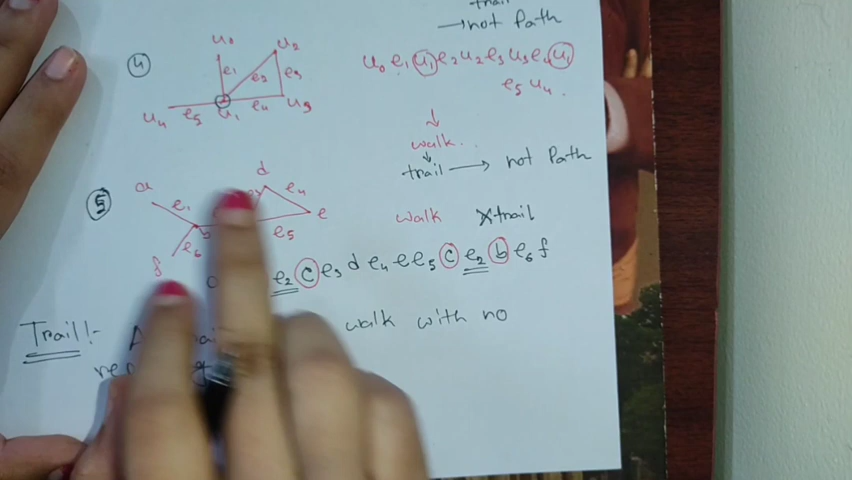 trail
→ not Path
④
u₀
u₂
e₁
e₂
e₃
u₄
e₅
u₁
e₄
u₃
u₀ e₁ u₁ e₂ u₂ e₃ u₃ e₄ u₁
e₅ u₄.
↓
walk.
↓
trail → not Path
⑤
a
d
e₁
e₄
e
e₅
b
e₆
f
walk X trail
e₂ c e₃ d e₄ e e₅ c e₂ b e₆ f
Trail:- walk with no